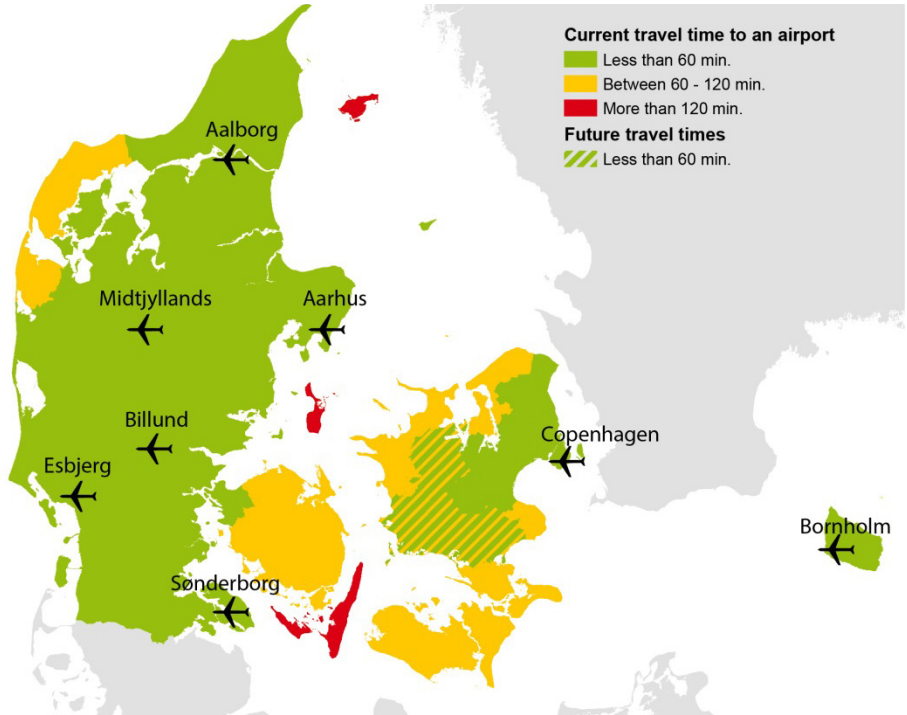 Current travel time to an airport
Less than 60 min.
Between 60 - 120 min.
More than 120 min.
Future travel times
Less than 60 min.
Aalborg
Midtjyllands
Aarhus
Billund
Copenhagen
Esbjerg
Bornholm
Sønderborg